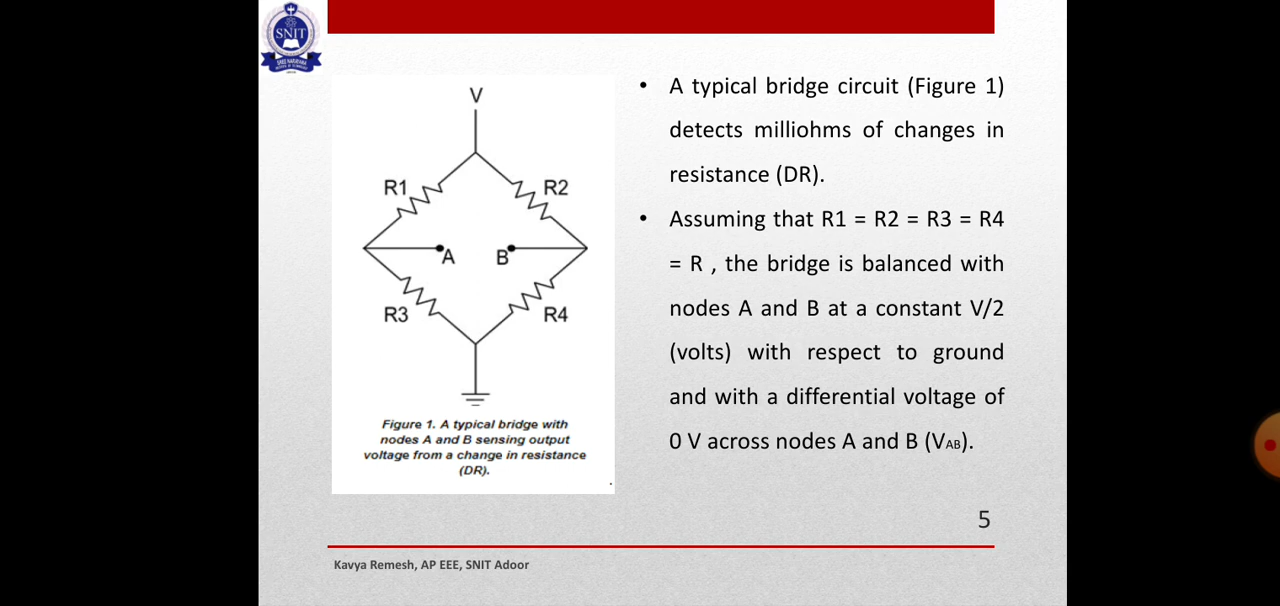 SNIT
V
R1
R2
A
B
R3
R4
Figure 1. A typical bridge with
nodes A and B sensing output
voltage from a change in resistance
(DR).
• A typical bridge circuit (Figure 1)
detects milliohms of changes in
resistance (DR).
• Assuming that R1 = R2 = R3 = R4
= R , the bridge is balanced with
nodes A and B at a constant V/2
(volts) with respect to ground
and with a differential voltage of
0 V across nodes A and B (VAB).
5
Kavya Remesh, AP EEE, SNIT Adoor